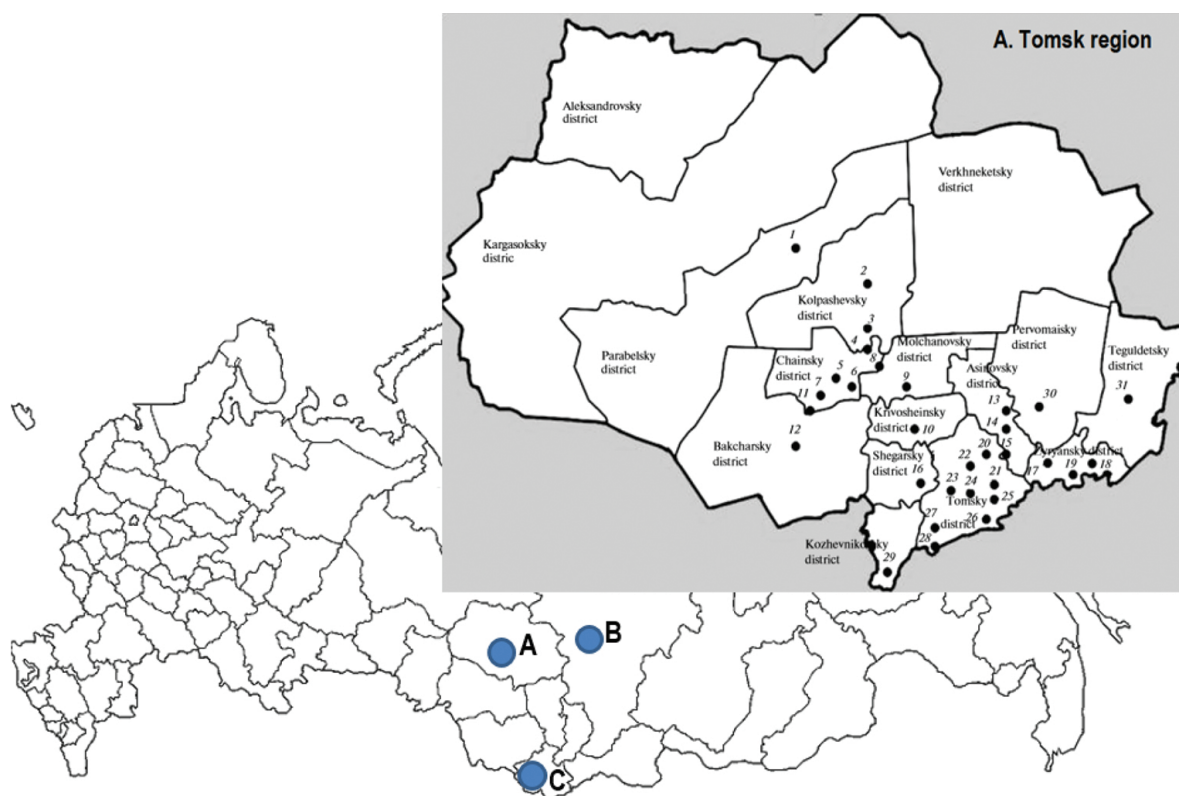 A. Tomsk region
Aleksandrovsky
district
Verkhneketsky
district
Kargasoksky
distric
1
2
Kolpashevsky
district
3
Pervomaisky
district
4
Molchanovsky
district
8
Parabelsky
district
Chainsky
district
5
6
7
9
Asinovsky
district
Teguldetsky
district
11
13
30
31
Krivosheinsky
district
10
14
12
Bakcharsky
district
Shegarsky
district
16
20
15
22
Zyryansky district
17
19
18
23
24
21
Tomsky
district
25
27
26
28
Kozhevnikovsky
district
29
A
B
C